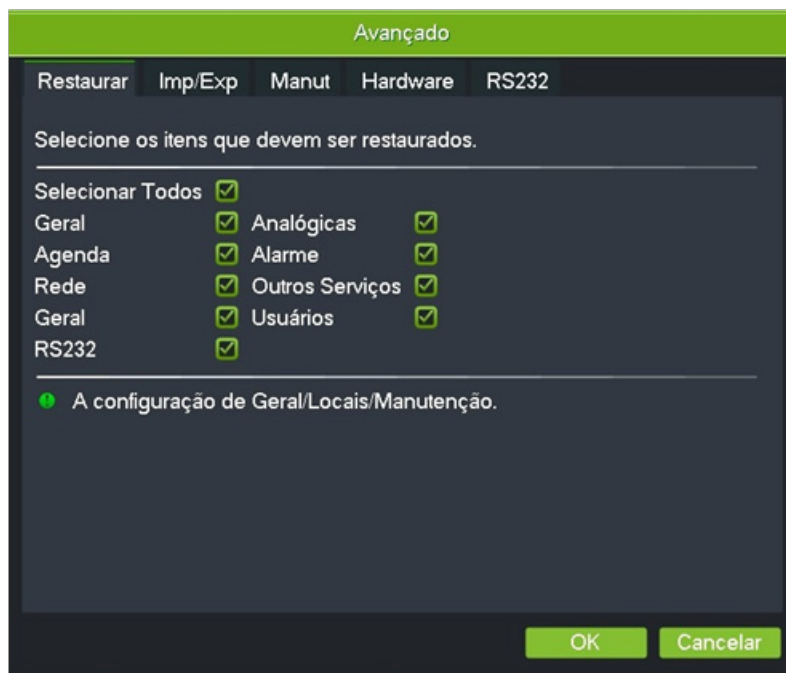 Avançado
Restaurar Imp/Exp Manut Hardware RS232
Selecione os itens que devem ser restaurados.
Selecionar Todos
Geral Analógicas
Agenda Alarme
Rede Outros Serviços
Geral Usuários
RS232
A configuração de Geral/Locais/Manutenção.
OK Cancelar